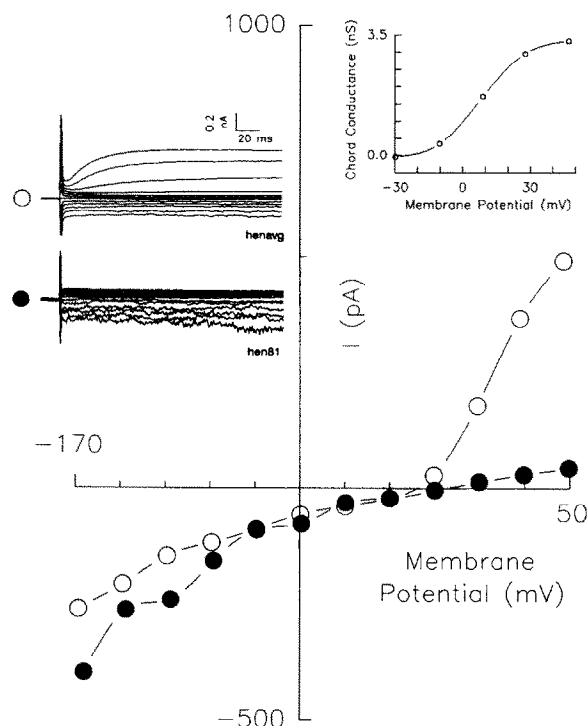 1000
3.5
Chord Conductance (nS)
0.0
-30
0
30
Membrane Potential (mV)
0.2
nA
20 ms
henavg
hen81
I (pA)
-170
50
Membrane
Potential (mV)
-500